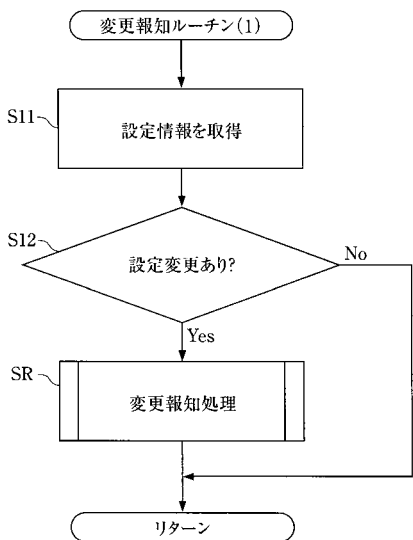 変更報知ルーチン(1)
S11
設定情報を取得
S12
設定変更あり?
No
Yes
SR
変更報知処理
リターン